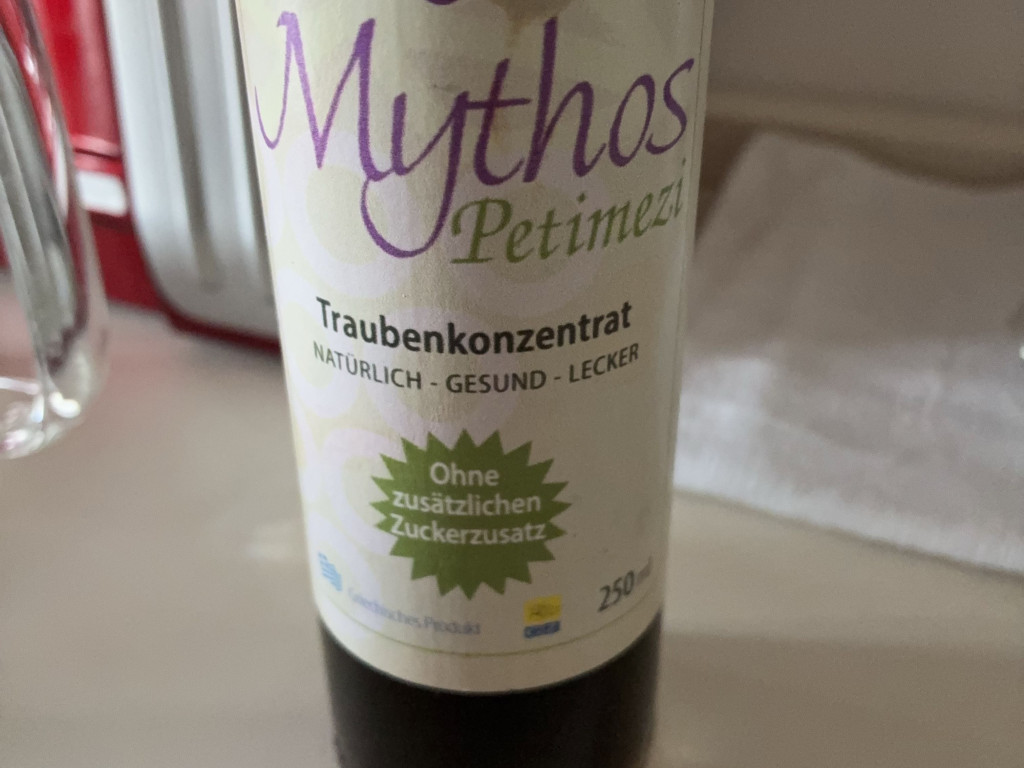 Mythos
Petimezi
Traubenkonzentrat
NATÜRLICH - GESUND - LECKER
Ohne
zusätzlichen
Zuckerzusatz
250 ml
Griechisches Produkt